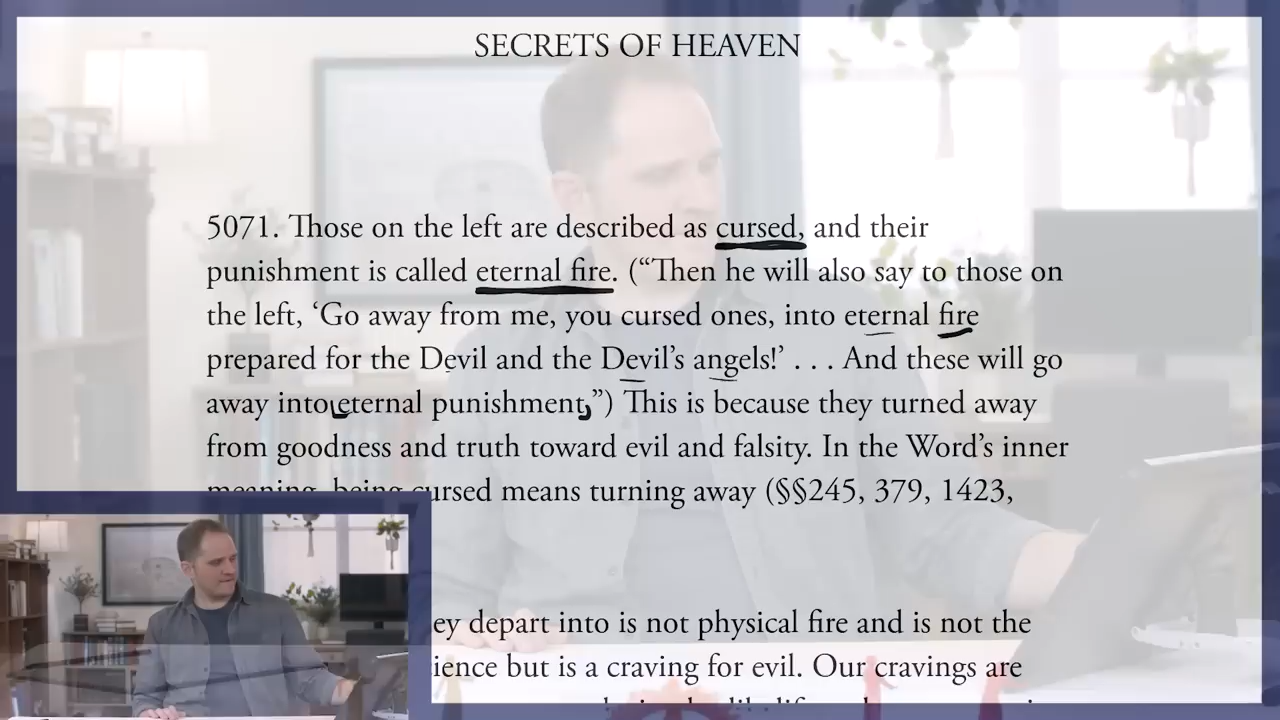 SECRETS OF HEAVEN
5071. Those on the left are described as cursed, and their
punishment is called eternal fire. (“Then he will also say to those on
the left, ‘Go away from me, you cursed ones, into eternal fire
prepared for the Devil and the Devil’s angels!’ . . . And these will go
away into eternal punishment.”) This is because they turned away
from goodness and truth toward evil and falsity. In the Word’s inner
meaning, being cursed means turning away (§§245, 379, 1423,
depart into is not physical fire and is not the
but is a craving for evil. Our cravings are